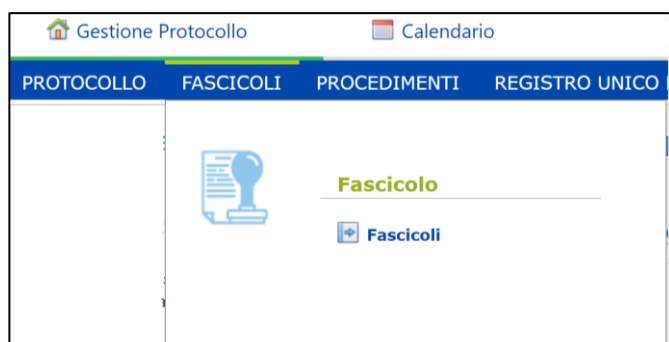 Gestione Protocollo Calendario
PROTOCOLLO FASCICOLI PROCEDIMENTI REGISTRO UNICO
Fascicolo
Fascicoli